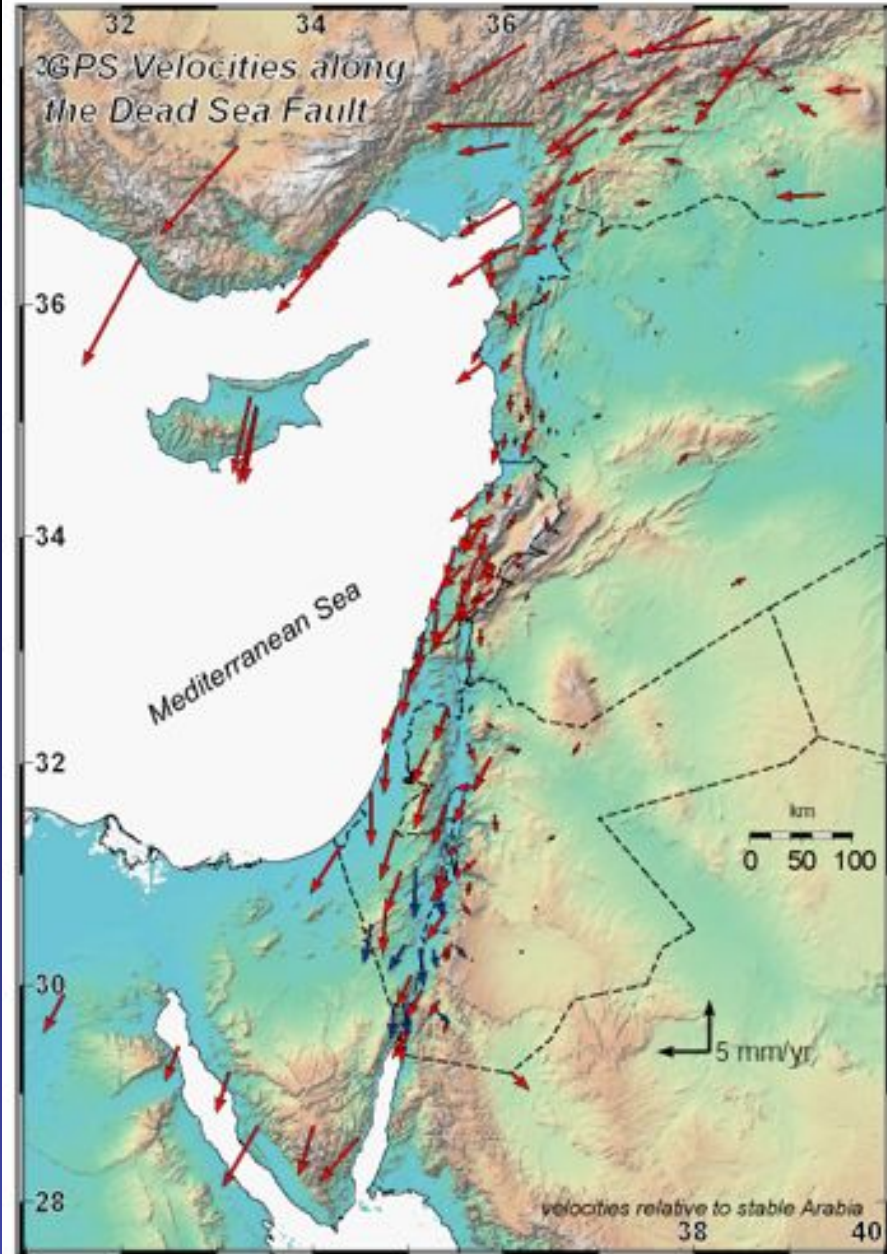 32 34 36
GPS Velocities along
the Dead Sea Fault
36
34
Mediterranean Sea
32
km
0 50 100
30
5 mm/yr
28
velocities relative to stable Arabia
38 40